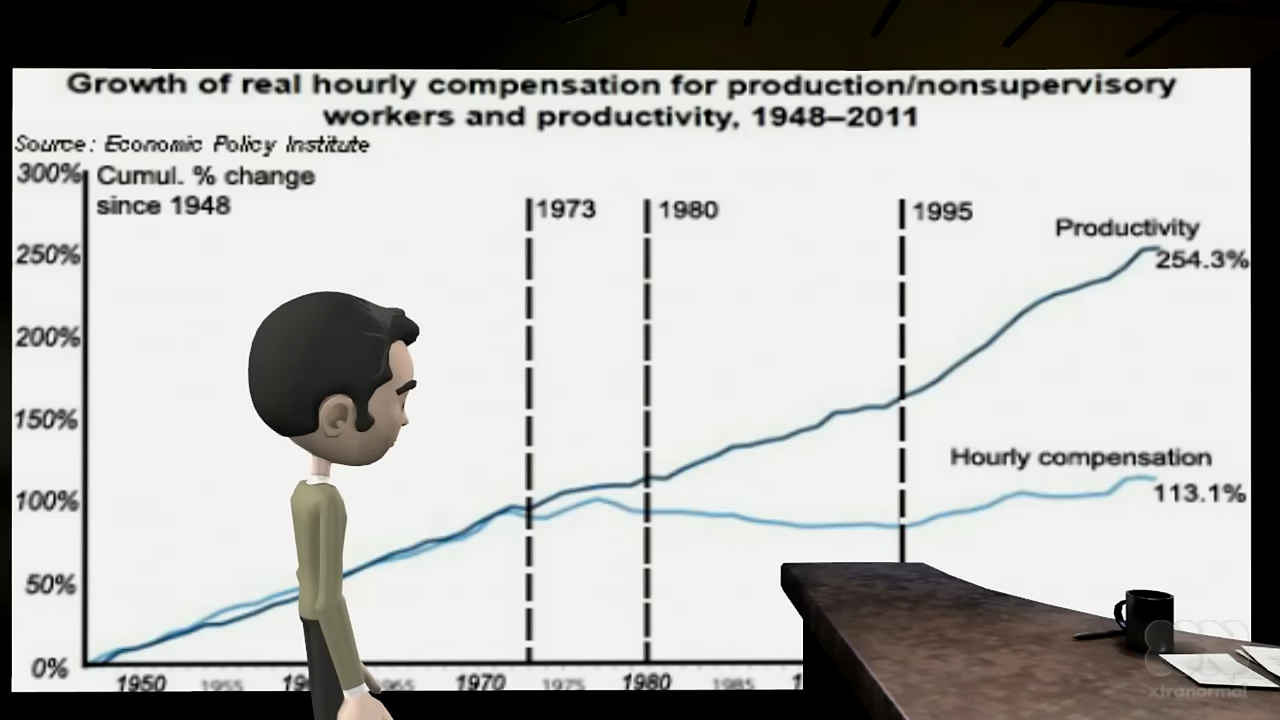 Growth of real hourly compensation for production/nonsupervisory
workers and productivity, 1948–2011
Source: Economic Policy Institute
300% Cumul. % change
since 1948
1973 1980 1995
Productivity
250% 254.3%
200%
150%
Hourly compensation
100% 113.1%
50%
0%
1950 1955 1970 1975 1980 1985
xtranormal